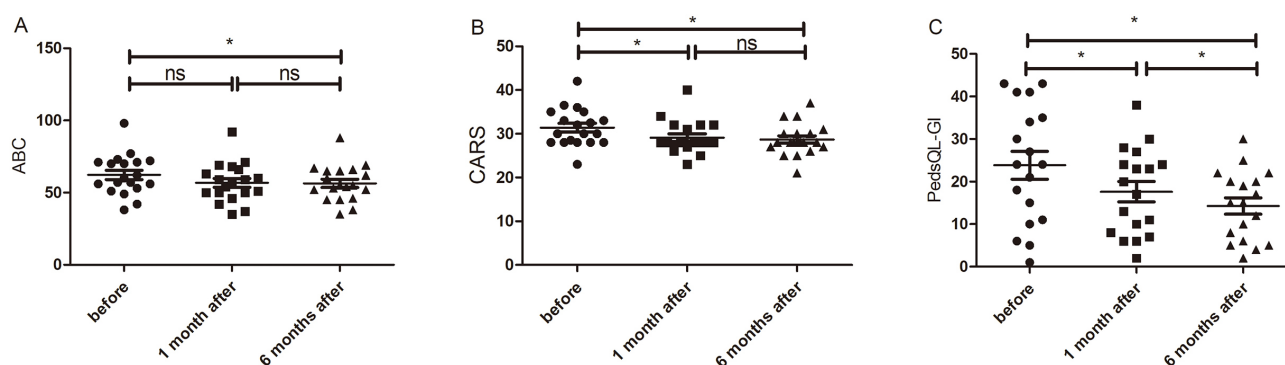 A
ABC
150
100
50
0
*
ns
ns
before
1 month after
6 months after
B
CARS
50
40
30
20
10
0
*
*
ns
before
1 month after
6 months after
C
PedsQL-GI
50
40
30
20
10
0
*
*
*
before
1 month after
6 months after